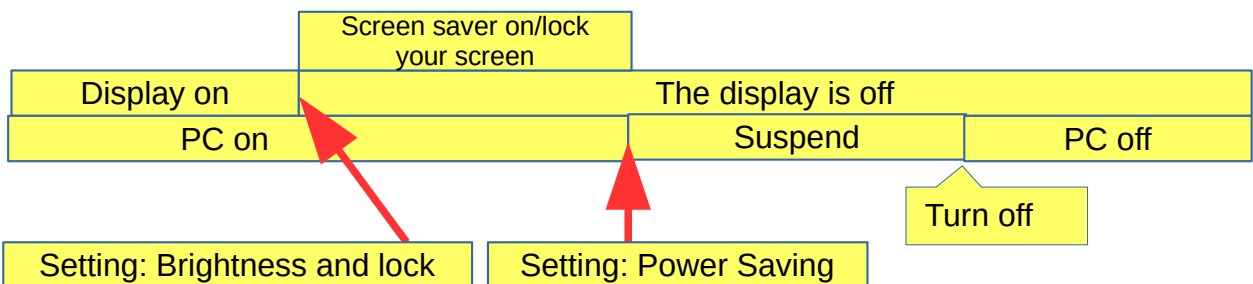 Screen saver on/lock
your screen
Display on
The display is off
PC on
Suspend
PC off
Turn off
Setting: Brightness and lock
Setting: Power Saving